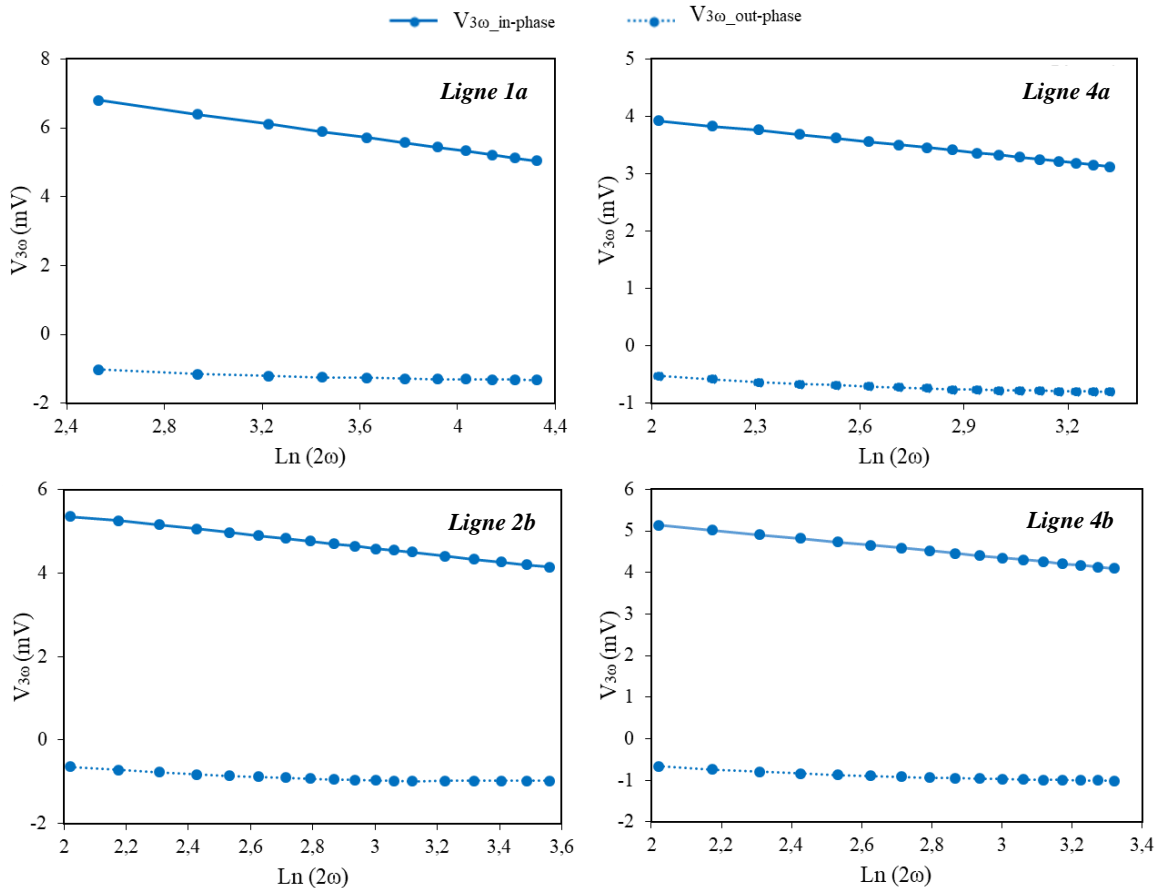 V3ω_in-phase V3ω_out-phase
Ligne 1a
8
6
4
2
0
-2
2,4 2,8 3,2 3,6 4 4,4
V3ω (mV)
Ln (2ω)
Ligne 4a
5
4
3
2
1
0
-1
2 2,3 2,6 2,9 3,2
V3ω (mV)
Ln (2ω)
Ligne 2b
6
4
2
0
-2
2 2,2 2,4 2,6 2,8 3 3,2 3,4 3,6
V3ω (mV)
Ln (2ω)
Ligne 4b
6
5
4
3
2
1
0
-1
-2
2 2,2 2,4 2,6 2,8 3 3,2 3,4
V3ω (mV)
Ln (2ω)